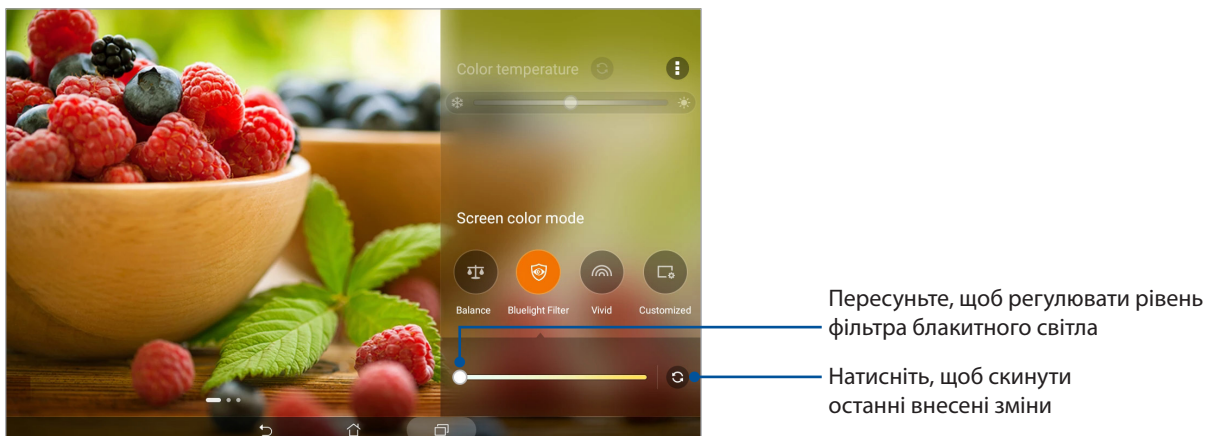 Color temperature
Screen color mode
Balance
Bluelight Filter
Vivid
Customized
Пересуньте, щоб регулювати рівень
фільтра блакитного світла
Натисніть, щоб скинути
останні внесені зміни